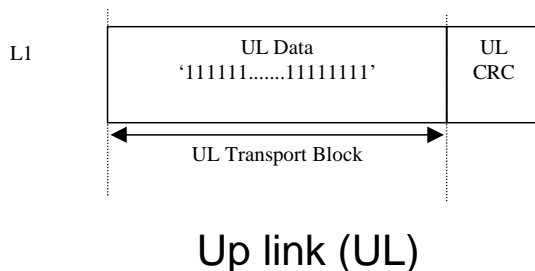 L1
UL Data
‘111111.......11111111’
UL
CRC
UL Transport Block
Up link (UL)